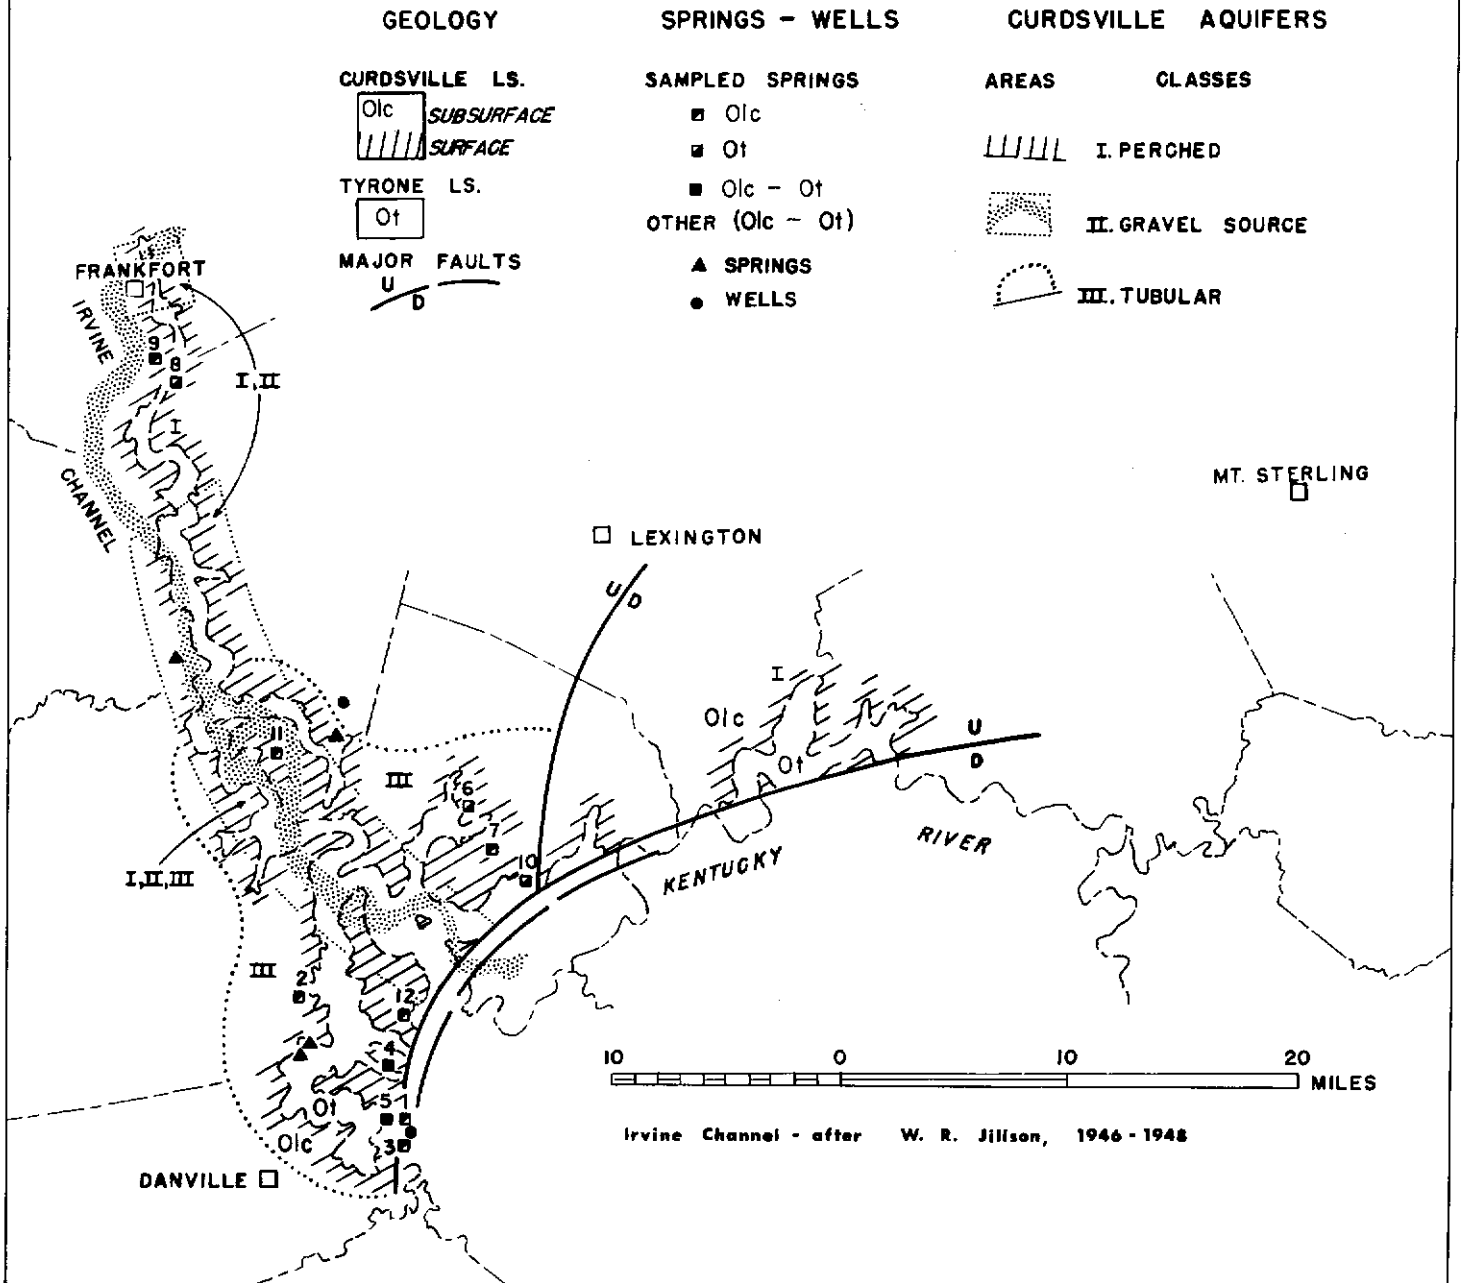 GEOLOGY
SPRINGS - WELLS
CURDSVILLE AQUIFERS
CURDSVILLE LS.
Olc SUBSURFACE
SURFACE
TYRONE LS.
Ot
MAJOR FAULTS
U
D
SAMPLED SPRINGS
Olc
Ot
Olc - Ot
OTHER (Olc - Ot)
SPRINGS
WELLS
AREAS CLASSES
I. PERCHED
II. GRAVEL SOURCE
III. TUBULAR
FRANKFORT
IRVINE
9
8
I,II
I
CHANNEL
MT. STERLING
LEXINGTON
U
D
I
Olc
Ot
U
D
11
III
6
7
10
KENTUCKY
RIVER
I,II,III
III
2
12
4
5
Ot
Olc
3
DANVILLE
10 0 10 20
MILES
Irvine Channel - after W. R. Jillson, 1946 - 1948